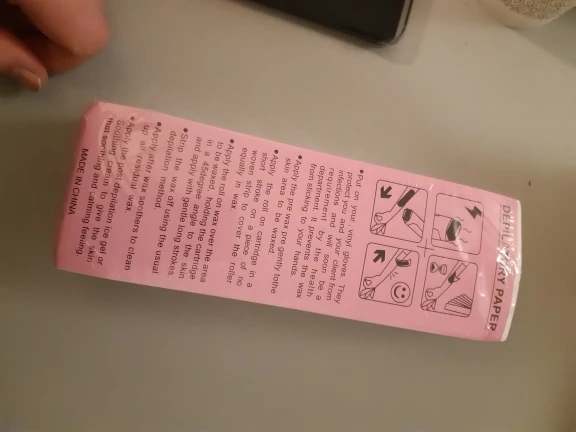 DEPILATORY PAPER
•Put on your vinyl gloves. They
protect you and your client from
infection and will soon be a
requirement by the health
department. It prevents the wax
from sticking to your hands.
•Apply the pre wax pre gently to the
skin area to be waxed.
•Apply the roll on cartridge in a
short stroke on a piece of no
woven strip to cover the roller
equally in wax.
•Apply the roll on wax over the area
to be waxed, holding the cartridge
in a 45degree angle to the skin
and apply with gentle long strokes.
•Strip the wax off using the usual
depilation method
•Apply after wax soothers to clean
up all residual wax
•Apply the post depilation ice gel or
Soothing cream to give the skin
that soothing and calming feeling.
MADE IN CHINA